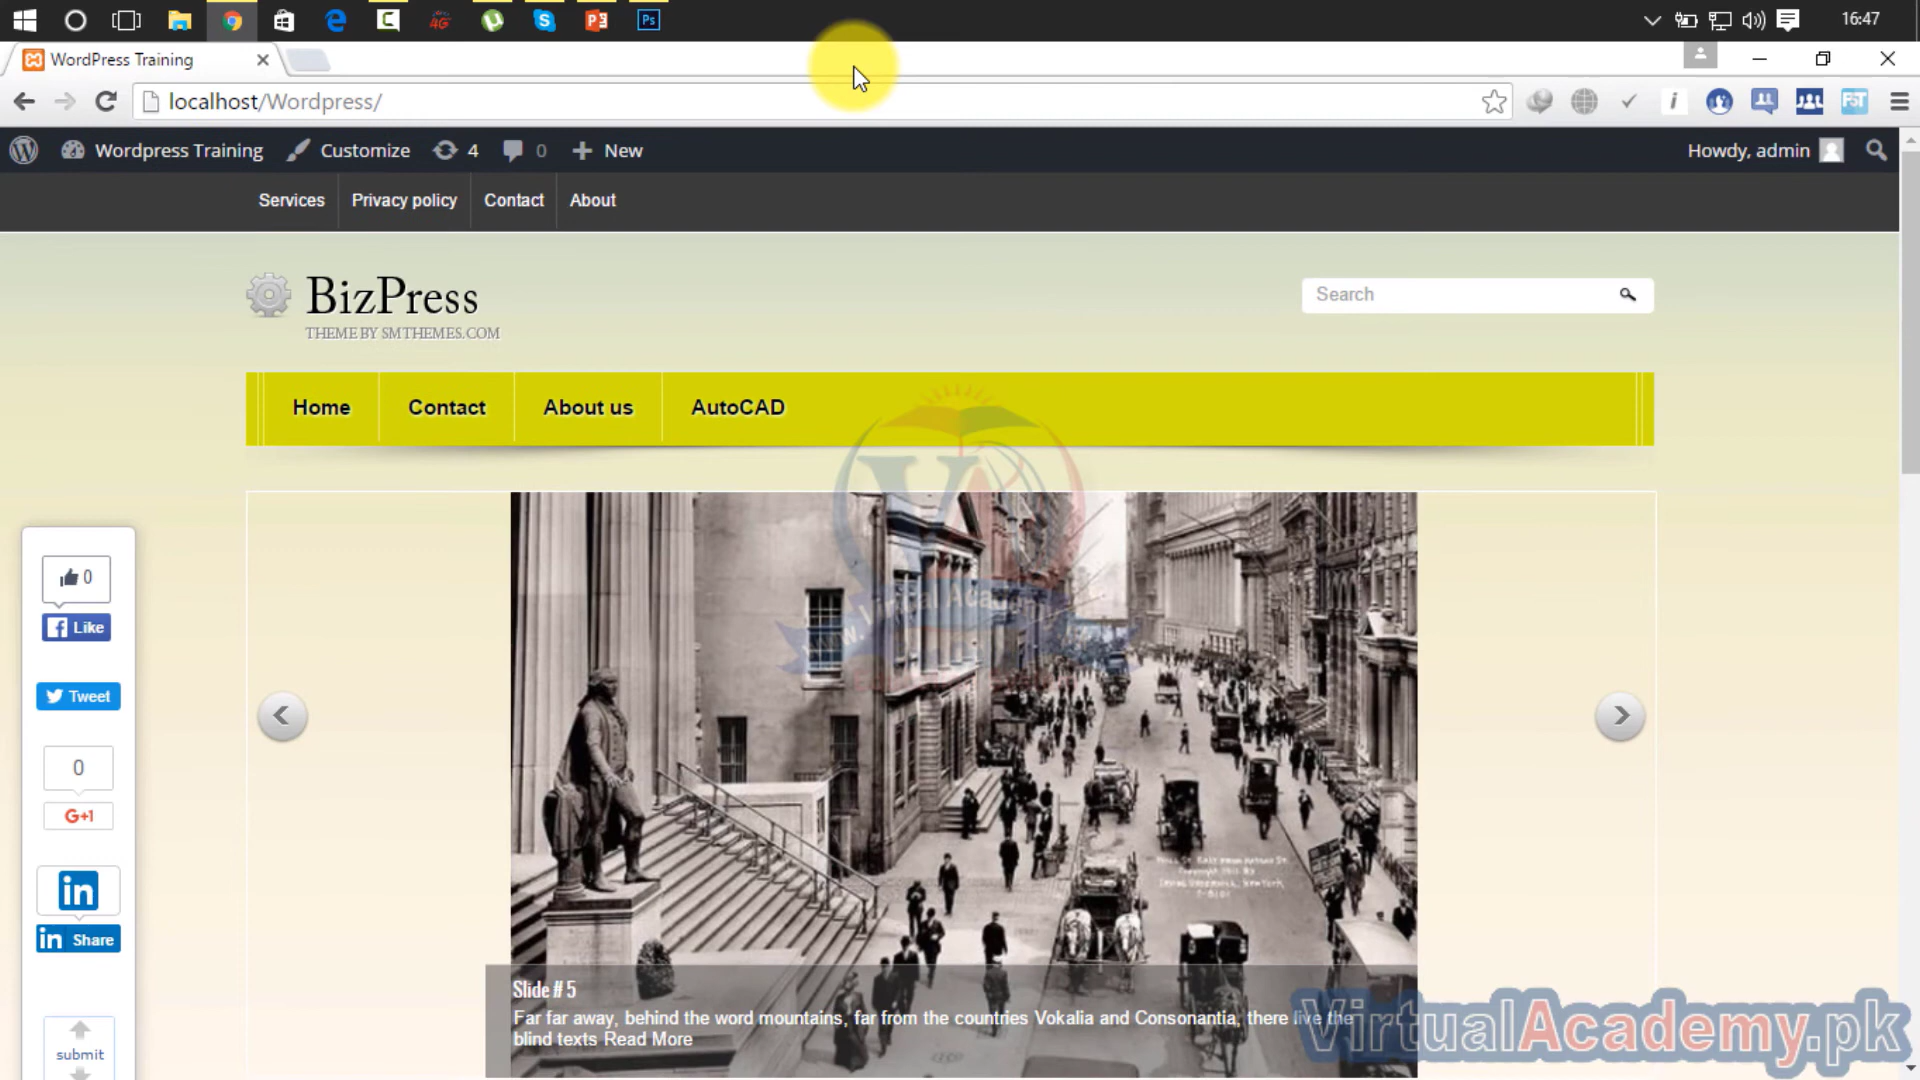 16:47
WordPress Training
localhost/Wordpress/
Wordpress Training
Customize
4
0
New
Howdy, admin
Services
Privacy policy
Contact
About
BizPress
THEME BY SMTHEMES.COM
Search
Home
Contact
About us
AutoCAD
0
Like
Tweet
0
G+1
in
in Share
submit
Slide # 5
Far far away, behind the word mountains, far from the countries Vokalia and Consonantia, there live the
blind texts Read More
VirtualAcademy.pk